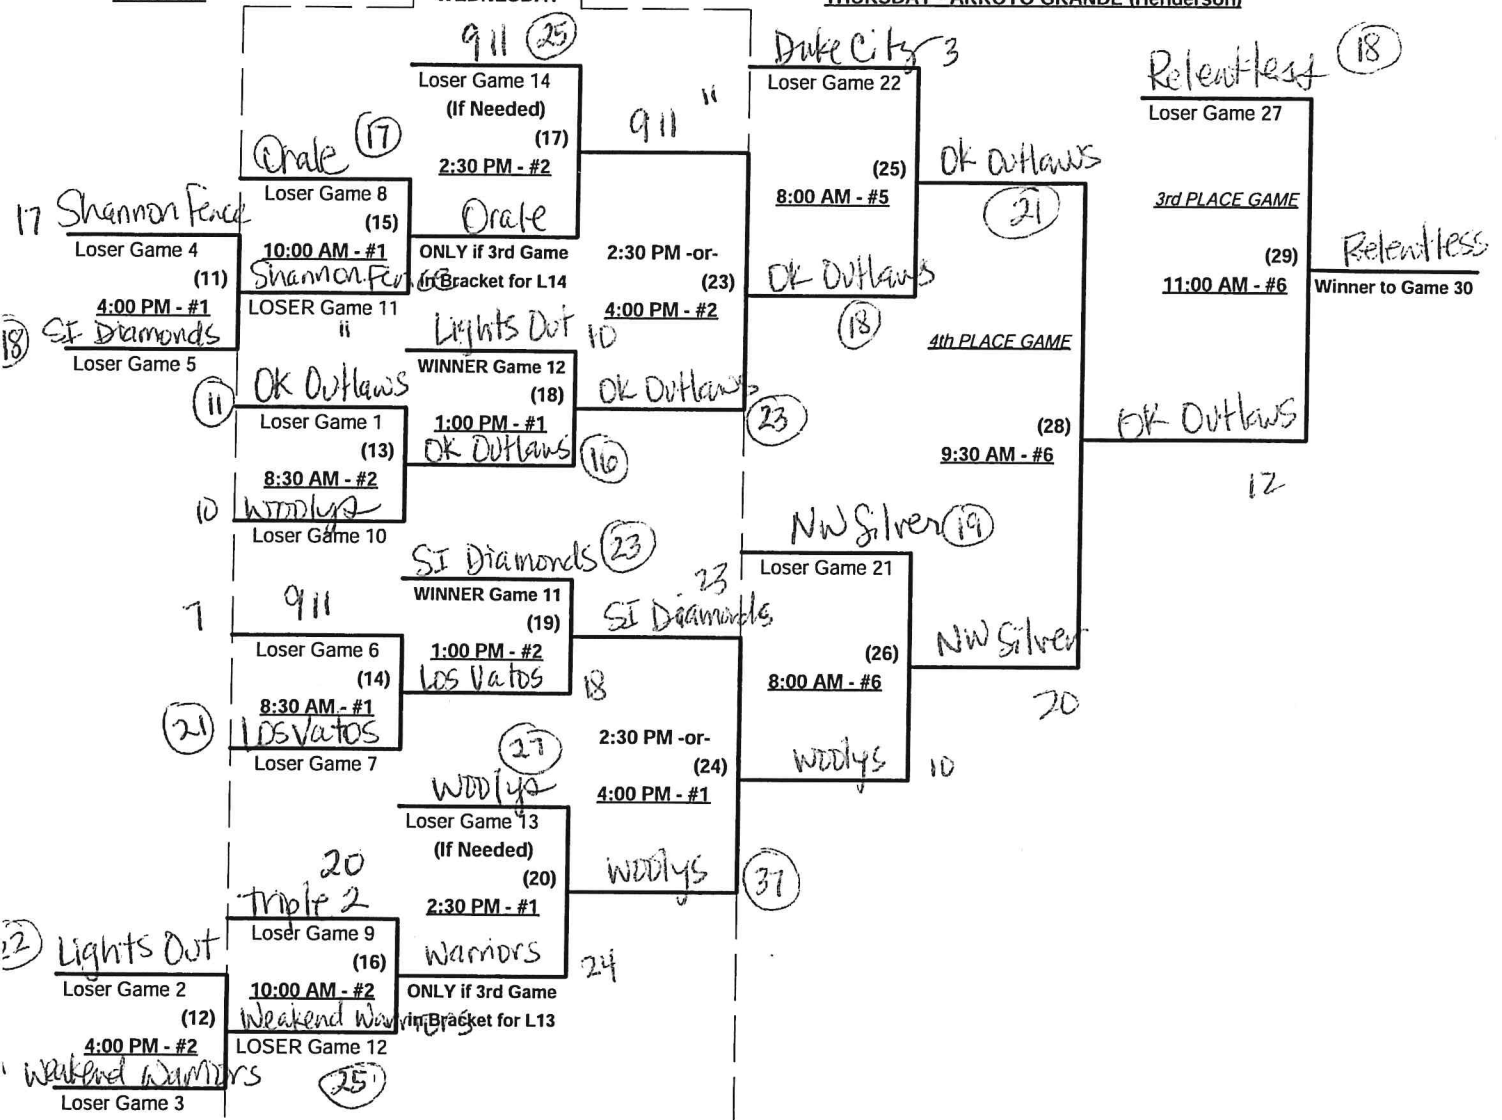 WEDNESDAY
THURSDAY - ARROYO GRANDE (Henderson)
17 Shannon Fence
Loser Game 4
(11)
4:00 PM - #1
18 SI Diamonds
Loser Game 5
22 Lights Out
Loser Game 2
(12)
4:00 PM - #2
Weakend Warriors
Loser Game 3
Orale 17
Loser Game 8
(15)
10:00 AM - #1
Shannon Fence
LOSER Game 11
11
11 OK Outlaws
Loser Game 1
(13)
8:30 AM - #2
10 Woolys
Loser Game 10
7 911
Loser Game 6
(14)
8:30 AM - #1
21 Los Vatos
Loser Game 7
20
Triple 2
Loser Game 9
(16)
10:00 AM - #2
Weakend Warriors
LOSER Game 12
25
911 25
Loser Game 14
(If Needed)
(17)
2:30 PM - #2
Orale
ONLY if 3rd Game
in Bracket for L14
Lights Out 10
WINNER Game 12
(18)
1:00 PM - #1
OK Outlaws 16
SI Diamonds 23
WINNER Game 11
(19)
1:00 PM - #2
Los Vatos 18
27
Woolys
Loser Game 13
(If Needed)
(20)
2:30 PM - #1
Warriors 24
ONLY if 3rd Game
in Bracket for L13
911 11
2:30 PM -or-
(23)
4:00 PM - #2
OK Outlaws 23
23
SI Diamonds
2:30 PM -or-
(24)
4:00 PM - #1
Woolys 37
Duke City 3
Loser Game 22
(25)
8:00 AM - #5
OK Outlaws
18
NW Silver 19
Loser Game 21
(26)
8:00 AM - #6
Woolys 10
OK Outlaws
21
4th PLACE GAME
(28)
9:30 AM - #6
NW Silver
20
Relentless 18
Loser Game 27
3rd PLACE GAME
(29)
11:00 AM - #6
OK Outlaws
12
Relentless
Winner to Game 30